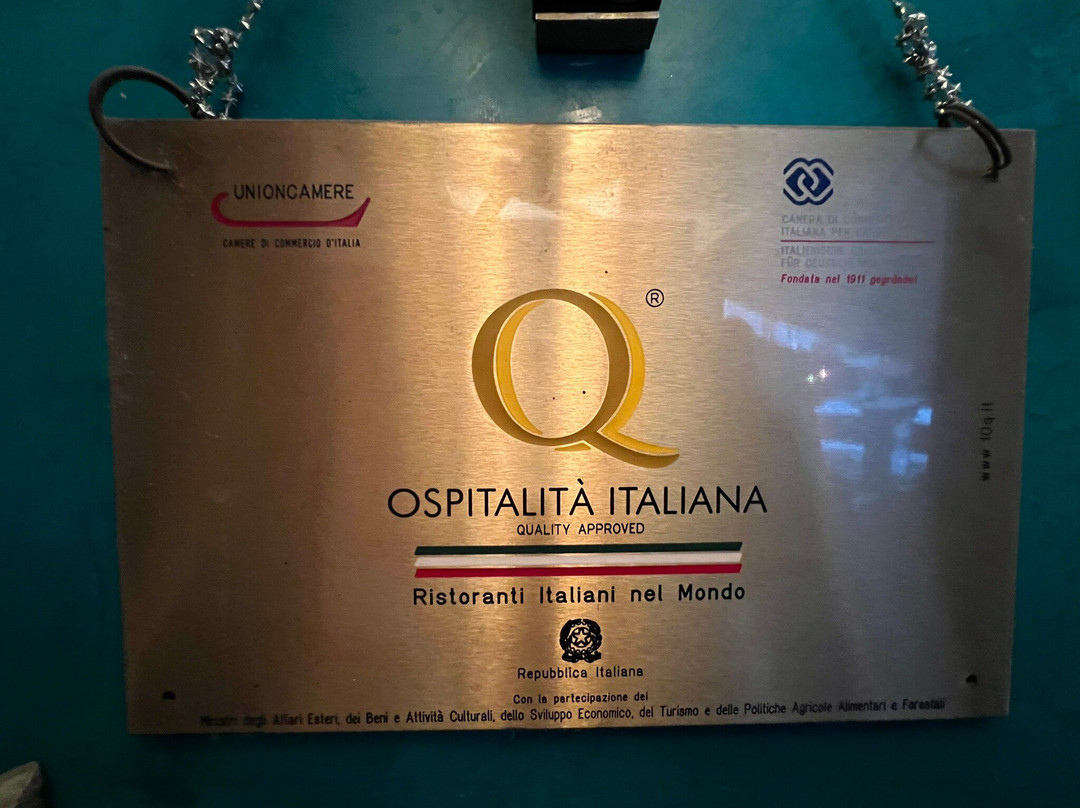 UNIONCAMERE
CAMERE DI COMMERCIO D'ITALIA
CAMERA DI
ITALIANA PER
FÜR
Fondata nel 1911 gegründet
Q ®
OSPITALITÀ ITALIANA
QUALITY APPROVED
Ristoranti Italiani nel Mondo
Repubblica Italiana
Con la partecipazione dei
Ministri degli Affari Esteri, dei Beni e Attività Culturali, dello Sviluppo Economico, del Turismo e delle Politiche Agricole Alimentari e Forestali
www.10q.it